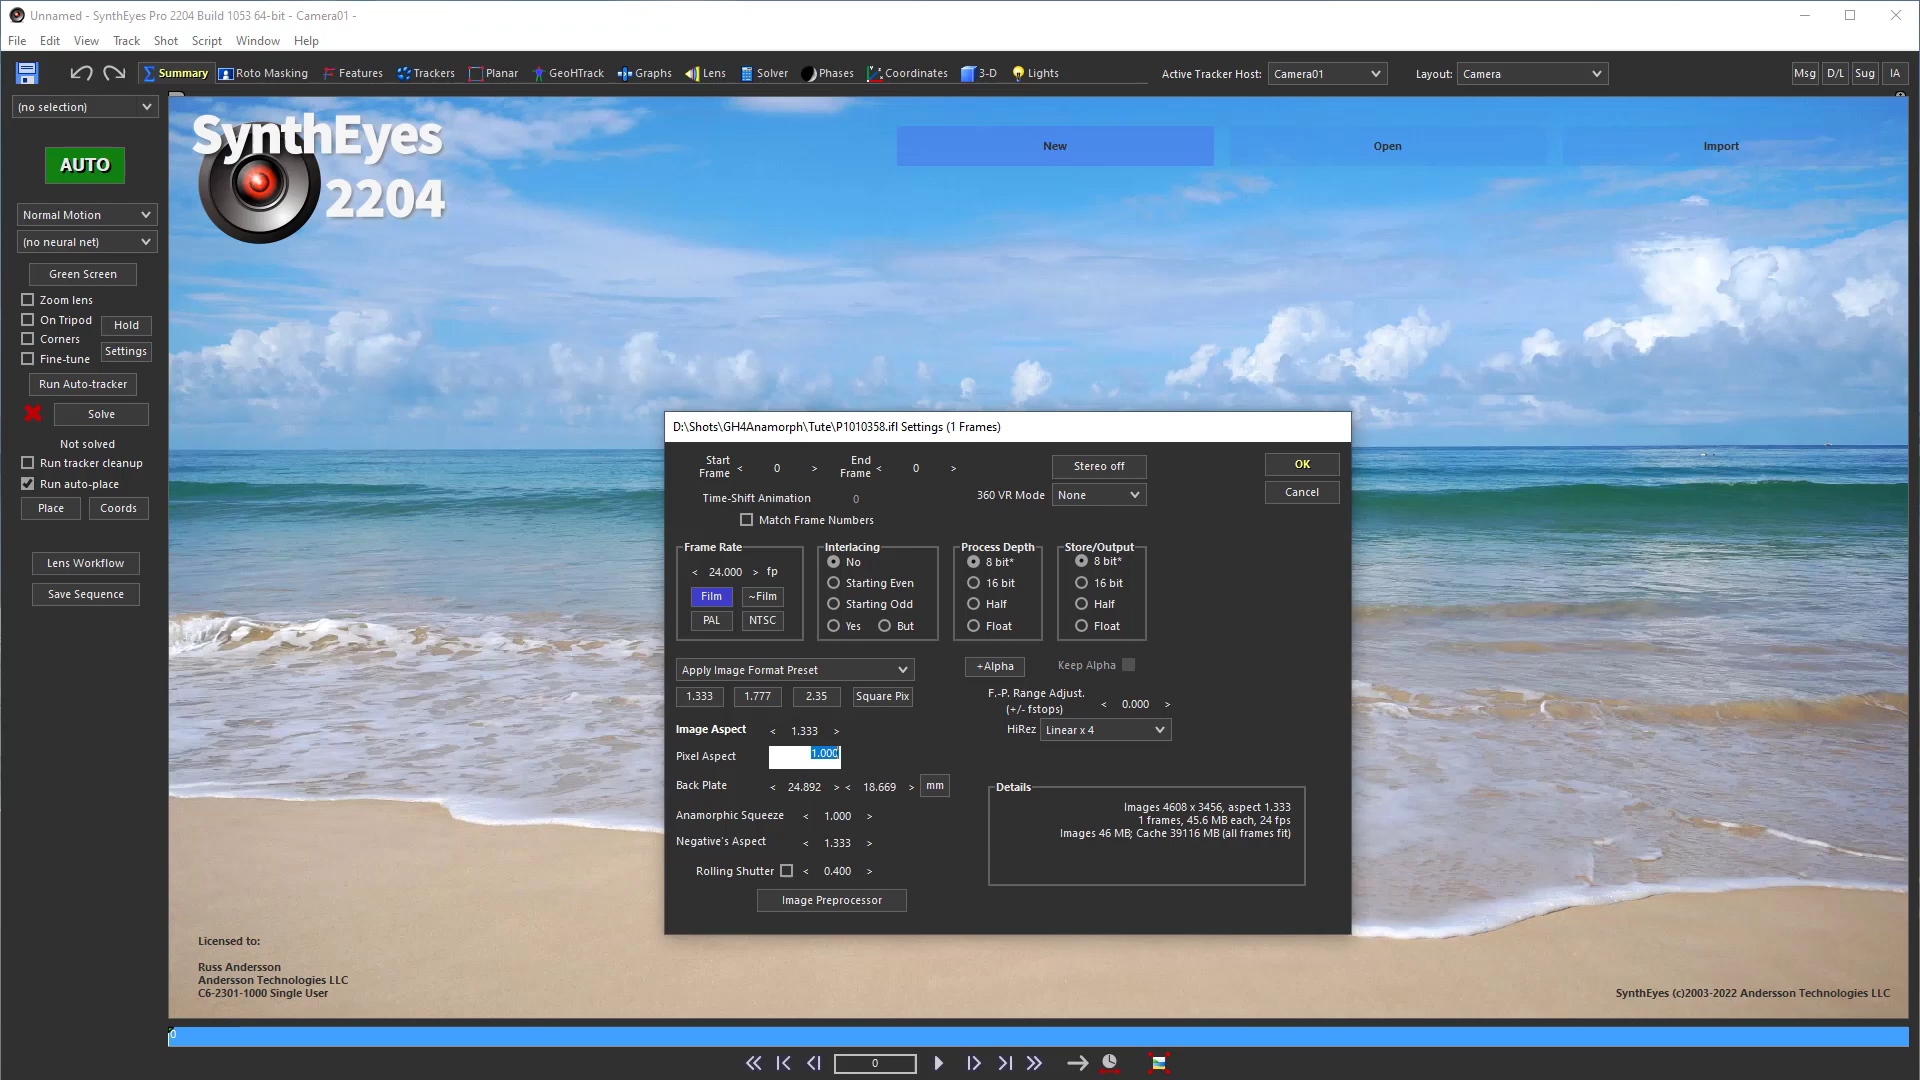 Unnamed - SynthEyes Pro 2204 Build 1053 64-bit - Camera01 -
File Edit View Track Shot Script Window Help
Summary Roto Masking Features Trackers Planar GeoHTrack Graphs Lens Solver Phases Coordinates 3-D Lights Active Tracker Host: Camera01 Layout: Camera Msg D/L Sug IA
(no selection)
SynthEyes
2204
New Open Import
AUTO
Normal Motion
(no neural net)
Green Screen
Zoom lens
On Tripod
Hold
Corners
Settings
Fine-tune
Run Auto-tracker
Solve
Not solved
Run tracker cleanup
Run auto-place
Place Coords
Lens Workflow
Save Sequence
D:\Shots\GH4Anamorph\Tute\P1010358.ifl Settings (1 Frames)
Start Frame < 0 > End Frame < 0 > Stereo off OK
Time-Shift Animation 0 360 VR Mode None Cancel
Match Frame Numbers
Frame Rate Interlacing Process Depth Store/Output
< 24.000 > fp No 8 bit* 8 bit*
Film ~Film Starting Even 16 bit 16 bit
PAL NTSC Starting Odd Half Half
Yes But Float Float
Apply Image Format Preset +Alpha Keep Alpha
1.333 1.777 2.35 Square Pix
F.-P. Range Adjust.
(+/- fstops) < 0.000 >
Image Aspect < 1.333 > HiRez Linear x 4
Pixel Aspect 1.000
Back Plate < 24.892 > < 18.669 > mm
Anamorphic Squeeze < 1.000 >
Negative's Aspect < 1.333 >
Rolling Shutter < 0.400 >
Image Preprocessor
Details
Images 4608 x 3456, aspect 1.333
1 frames, 45.6 MB each, 24 fps
Images 46 MB; Cache 39116 MB (all frames fit)
Licensed to:
Russ Andersson
Andersson Technologies LLC
C6-2301-1000 Single User
SynthEyes (c)2003-2022 Andersson Technologies LLC
0
0